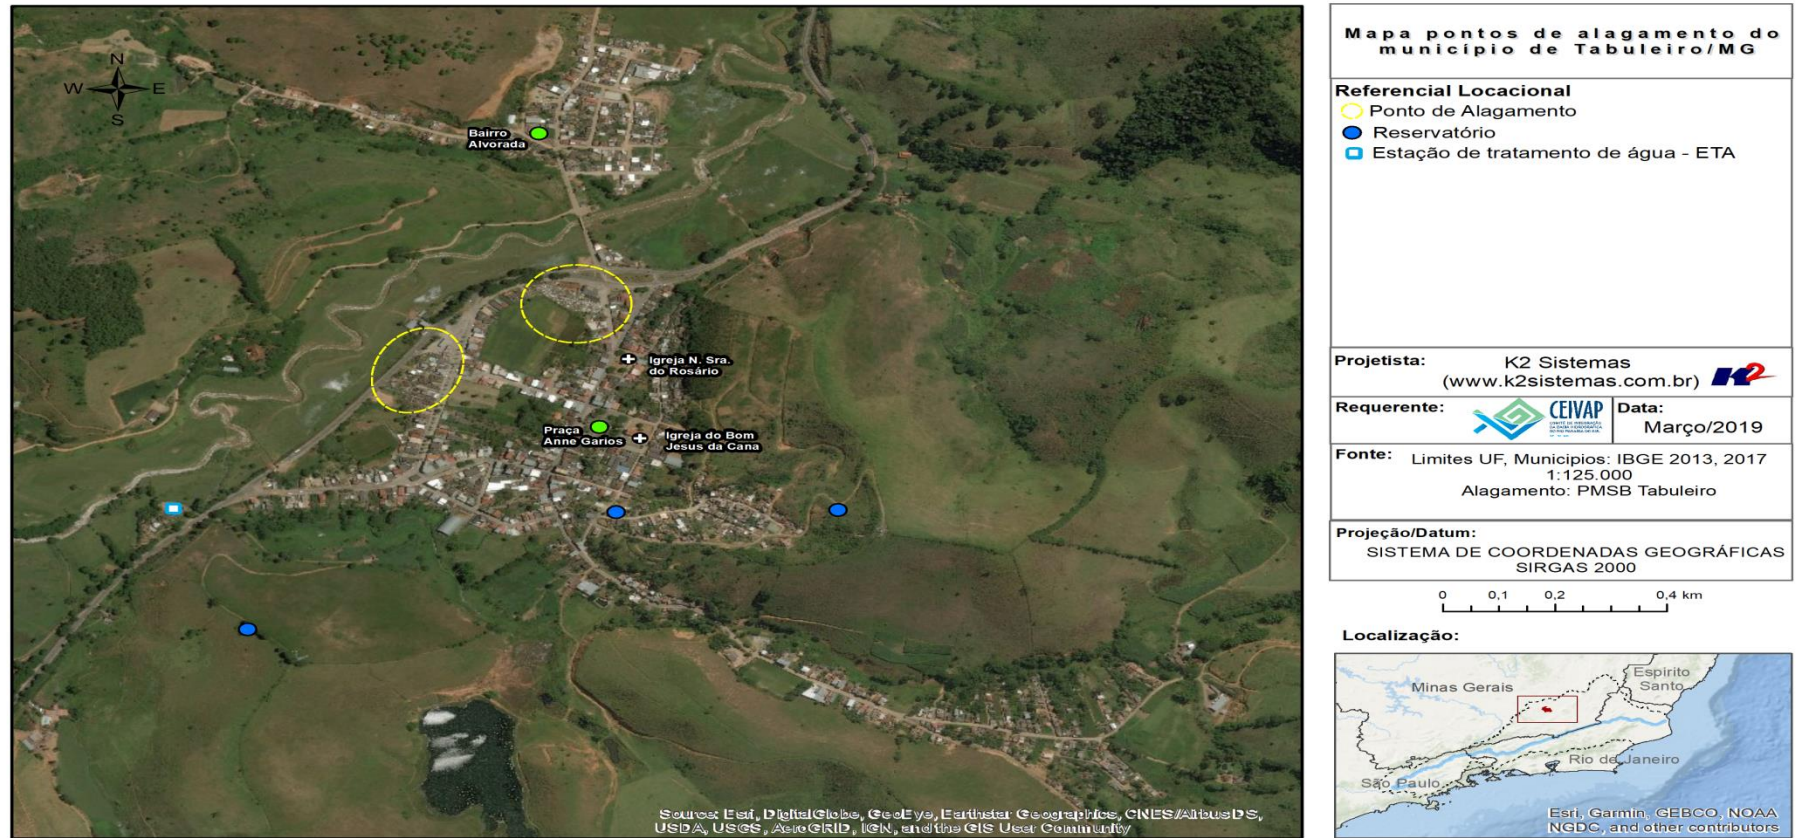 N
W E
S
Bairro
Alvorada
Igreja N. Sra.
do Rosário
Praça
Anne Garios
Igreja do Bom
Jesus da Cana
Source: Esri, DigitalGlobe, GeoEye, Earthstar Geographics, CNES/Airbus DS,
USDA, USGS, AeroGRID, IGN, and the GIS User Community
Mapa pontos de alagamento do
município de Tabuleiro/MG
Referencial Locacional
Ponto de Alagamento
Reservatório
Estação de tratamento de água - ETA
Projetista:
K2 Sistemas
(www.k2sistemas.com.br)
K2
Requerente:
CEIVAP
Data:
Março/2019
Fonte:
Limites UF, Municipios: IBGE 2013, 2017
1:125.000
Alagamento: PMSB Tabuleiro
Projeção/Datum:
SISTEMA DE COORDENADAS GEOGRÁFICAS
SIRGAS 2000
0 0,1 0,2 0,4 km
Localização:
Minas Gerais
Espírito
Santo
Rio de Janeiro
São Paulo
Esri, Garmin, GEBCO, NOAA
NGDC, and other contributors